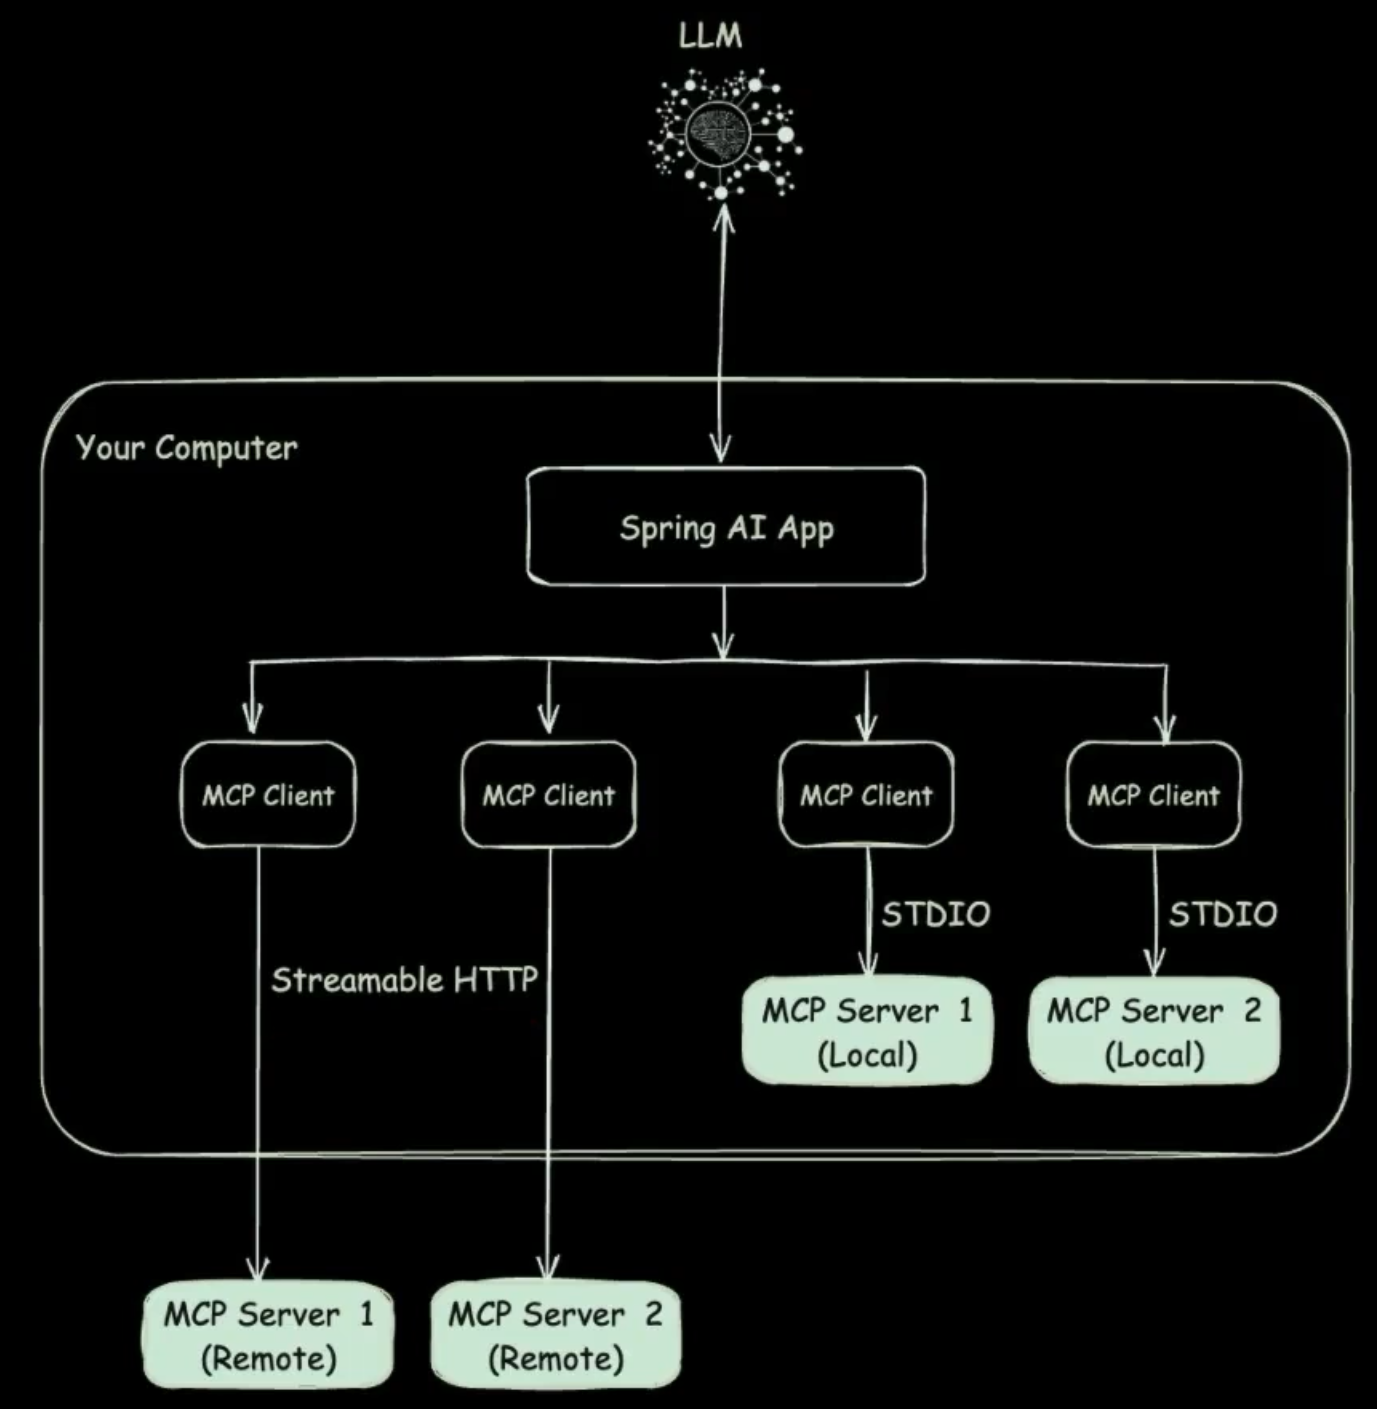 LLM
Your Computer
Spring AI App
MCP Client
MCP Client
MCP Client
MCP Client
STDIO
STDIO
Streamable HTTP
MCP Server 1
(Local)
MCP Server 2
(Local)
MCP Server 1
(Remote)
MCP Server 2
(Remote)